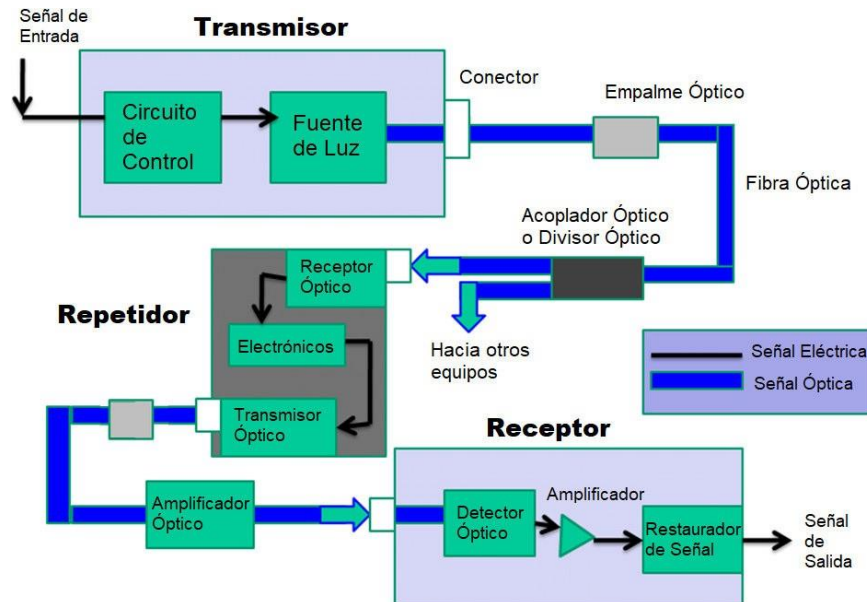 Señal de
Entrada
Transmisor
Conector
Empalme Óptico
Circuito
de
Control
Fuente
de Luz
Fibra Óptica
Acoplador Óptico
o Divisor Óptico
Receptor
Óptico
Repetidor
Electrónicos
Hacia otros
equipos
Señal Eléctrica
Señal Óptica
Transmisor
Óptico
Receptor
Amplificador
Óptico
Detector
Óptico
Amplificador
Restaurador
de Señal
Señal
de
Salida